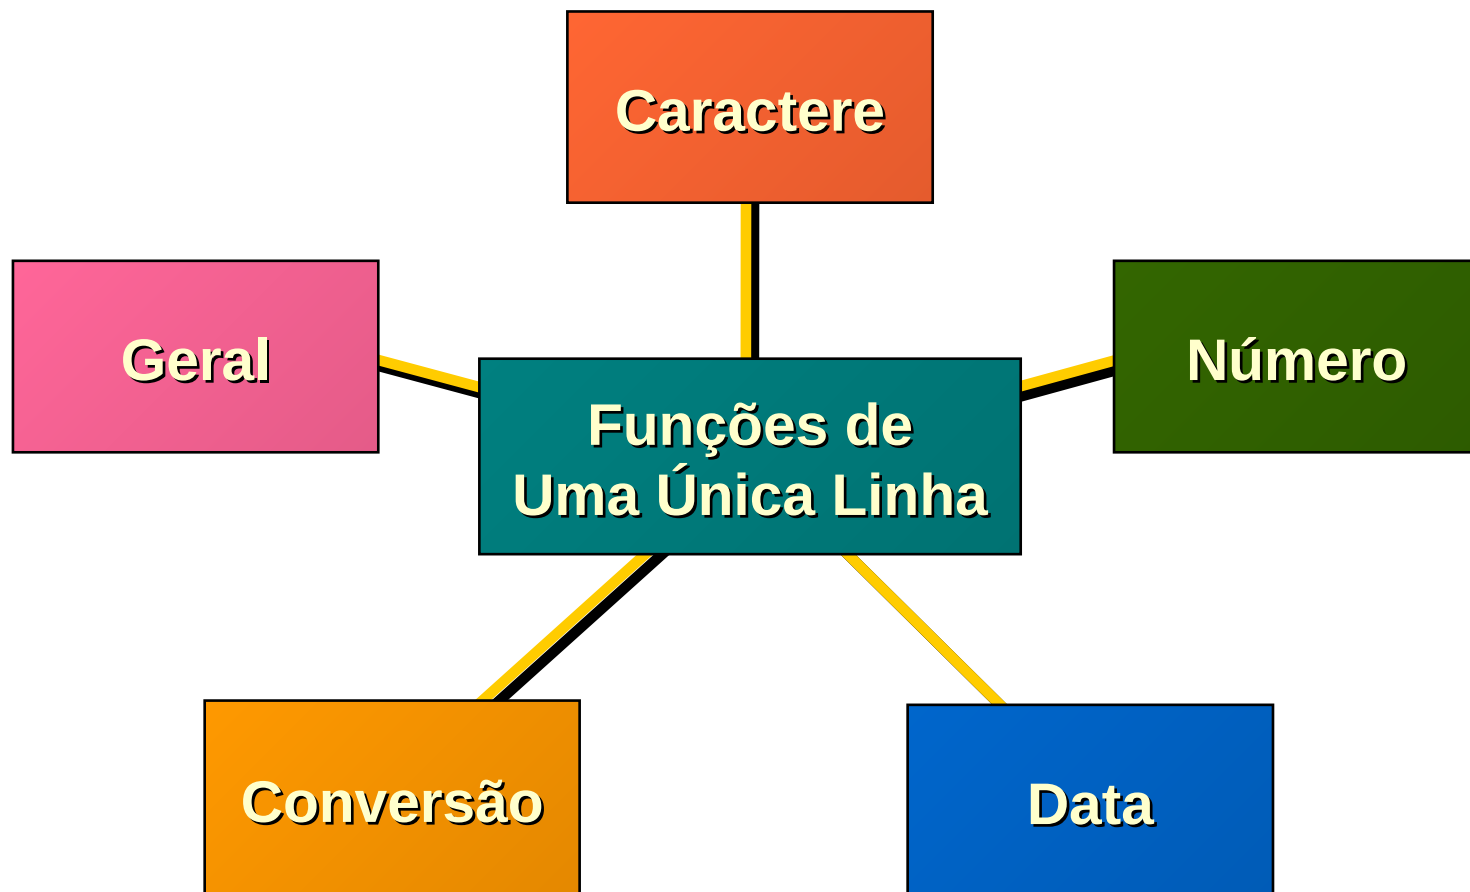 Caractere
Geral
Número
Funções de
Uma Única Linha
Conversão
Data